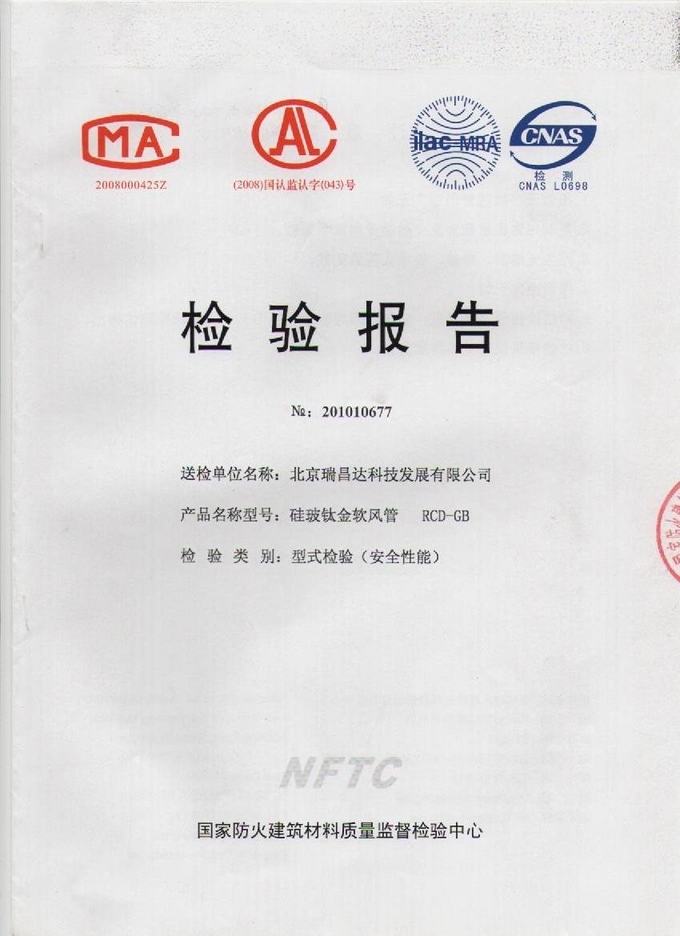 MA
AL
ilac-MRA
CNAS
2008000425Z
(2008)国认监认字(043)号
检 测
CNAS L0698
检验报告
№: 201010677
送检单位名称：北京瑞昌达科技发展有限公司
产品名称型号：硅玻钛金软风管 RCD-GB
检 验 类 别：型式检验（安全性能）
NFTC
国家防火建筑材料质量监督检验中心